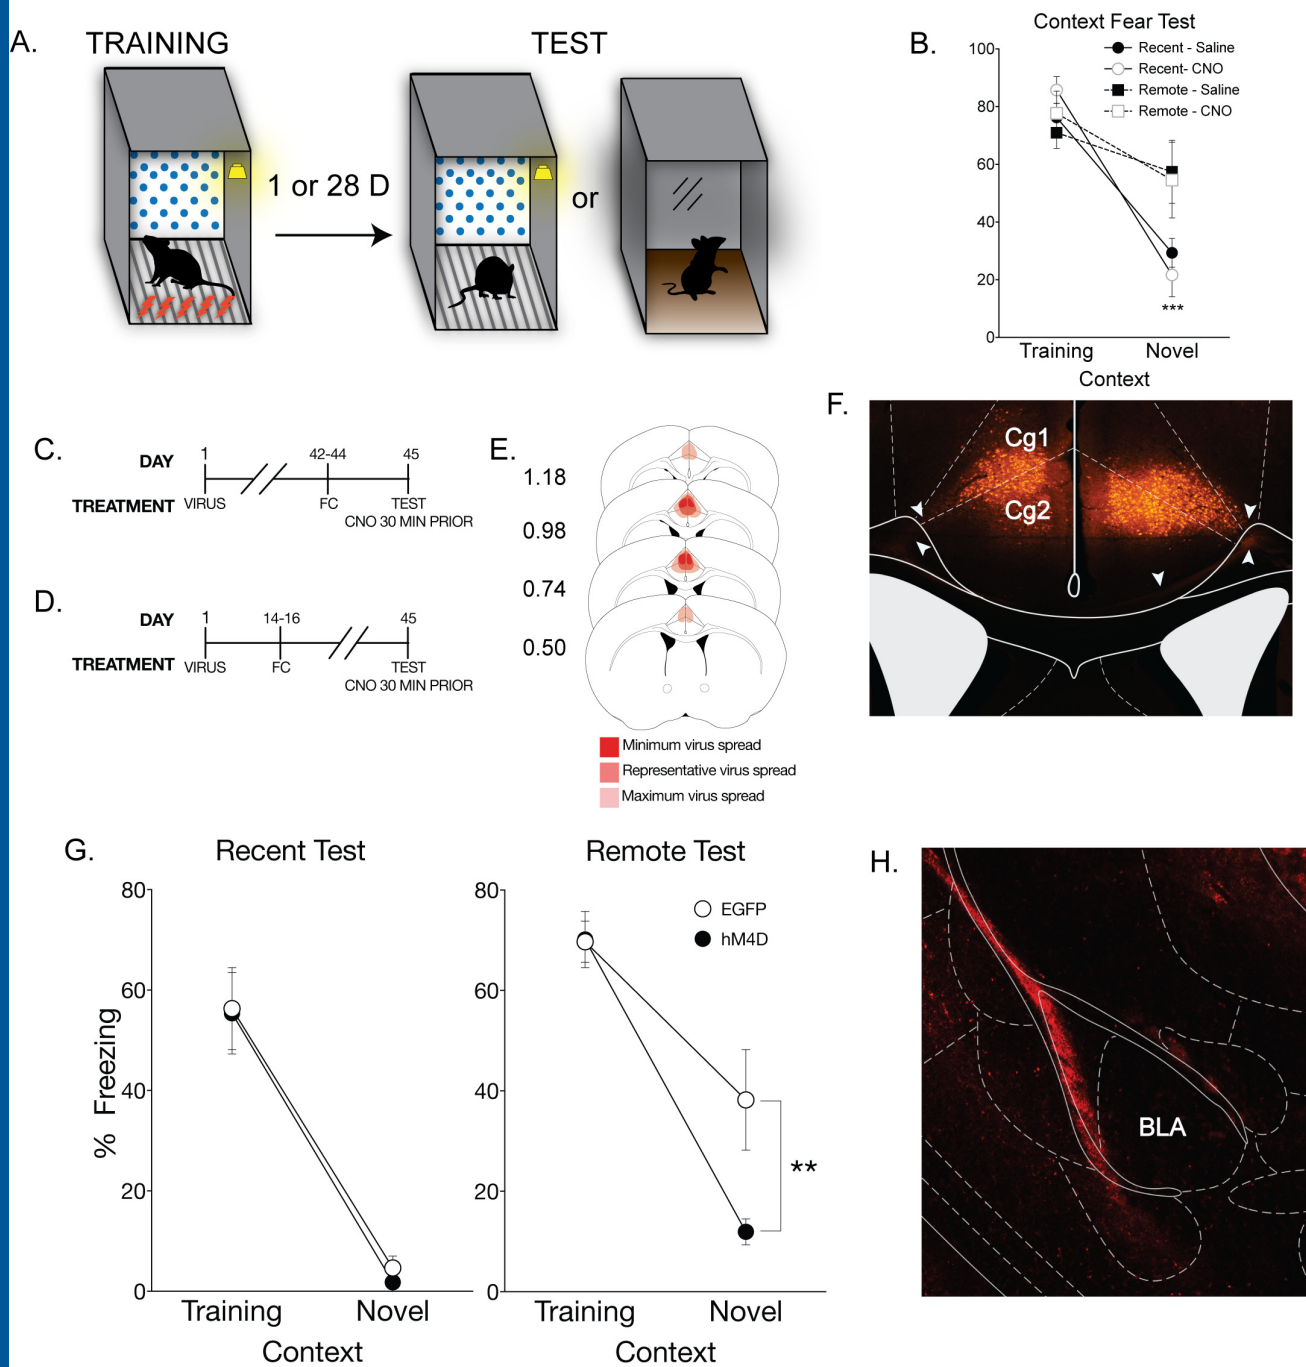 A.
TRAINING
TEST
1 or 28 D
or
B.
Context Fear Test
Recent - Saline
Recent- CNO
Remote - Saline
Remote - CNO
100
80
60
40
20
0
***
Training
Novel
Context
C.
DAY
1
42-44
45
TREATMENT
VIRUS
FC
TEST
CNO 30 MIN PRIOR
D.
DAY
1
14-16
45
TREATMENT
VIRUS
FC
TEST
CNO 30 MIN PRIOR
E.
1.18
0.98
0.74
0.50
Minimum virus spread
Representative virus spread
Maximum virus spread
F.
Cg1
Cg2
G.
Recent Test
% Freezing
80
60
40
20
0
Training
Novel
Context
Remote Test
EGFP
hM4D
80
60
40
20
0
**
Training
Novel
Context
H.
BLA